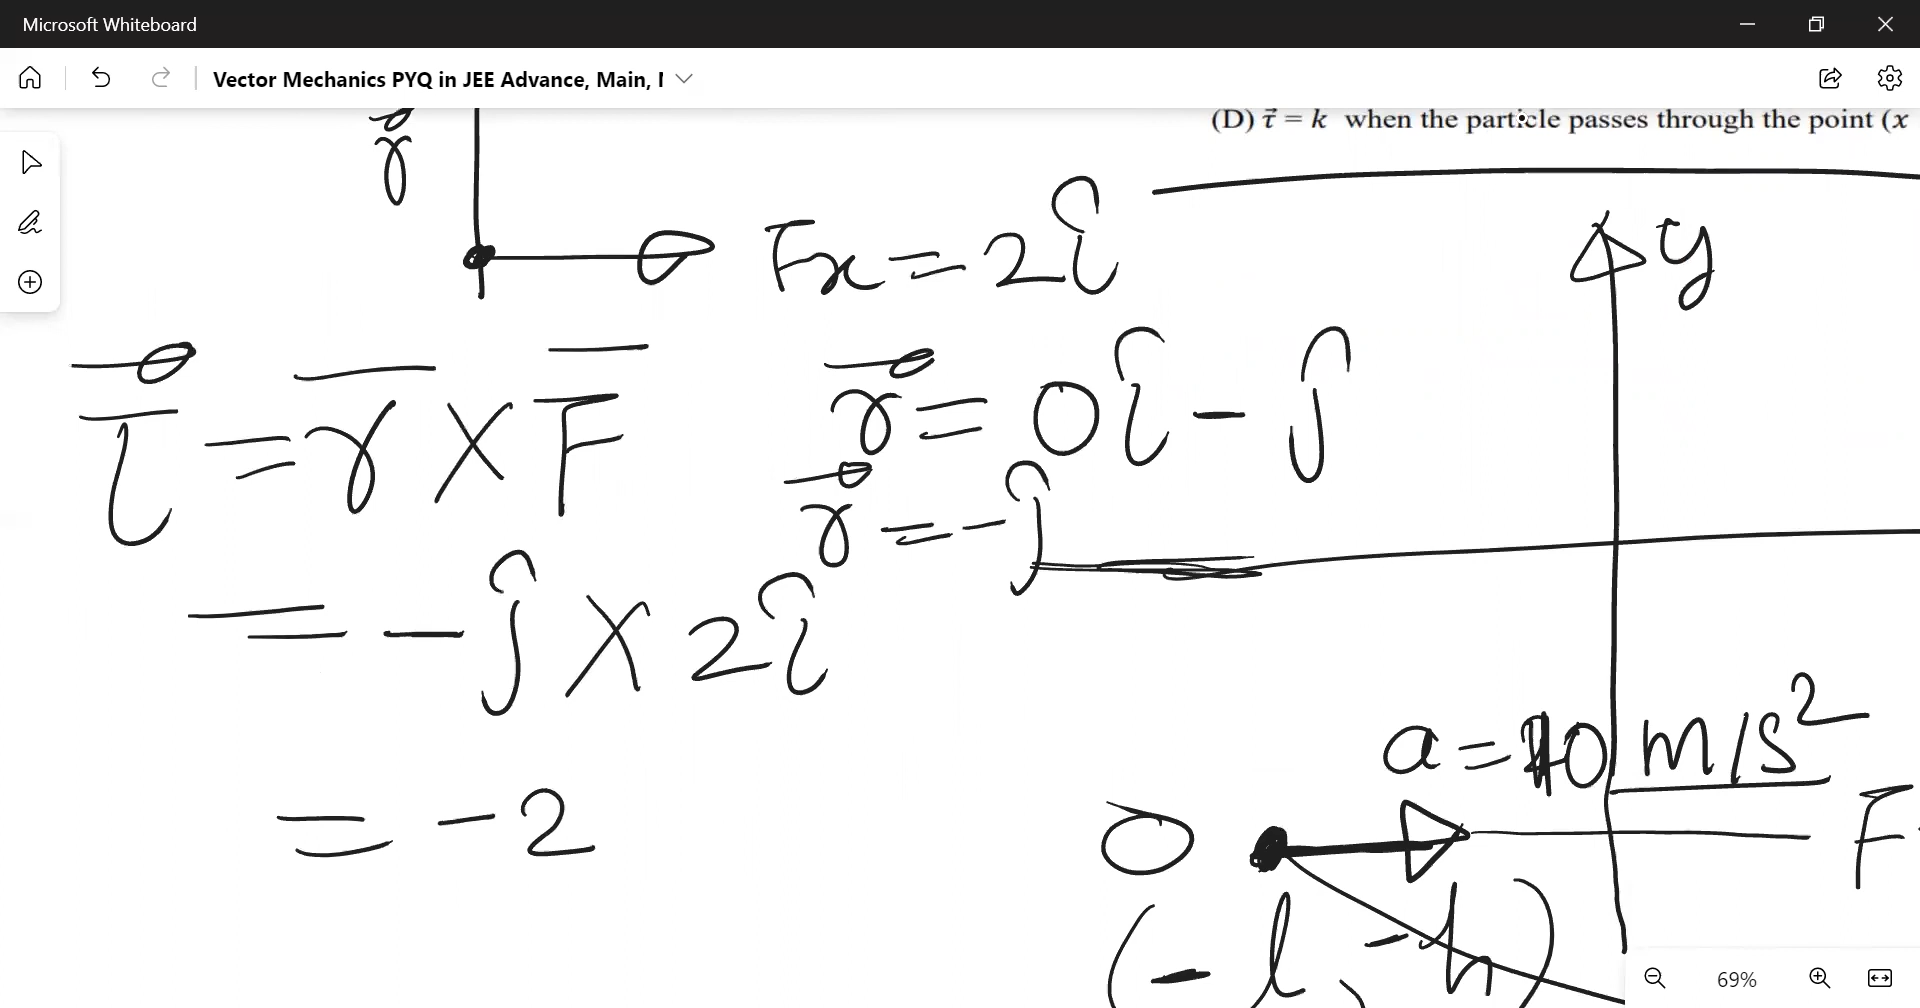 Microsoft Whiteboard
Vector Mechanics PYQ in JEE Advance, Main, 
(D) τ⃗ = k when the particle passes through the point (x
r⃗
Fx = 2î
y
τ⃗ = r̄ × F̄
r⃗ = 0î - ĵ
r⃗ = -ĵ
= -ĵ × 2î
a = 10 m/s²
= -2
O
F
(-l, -h)
69%